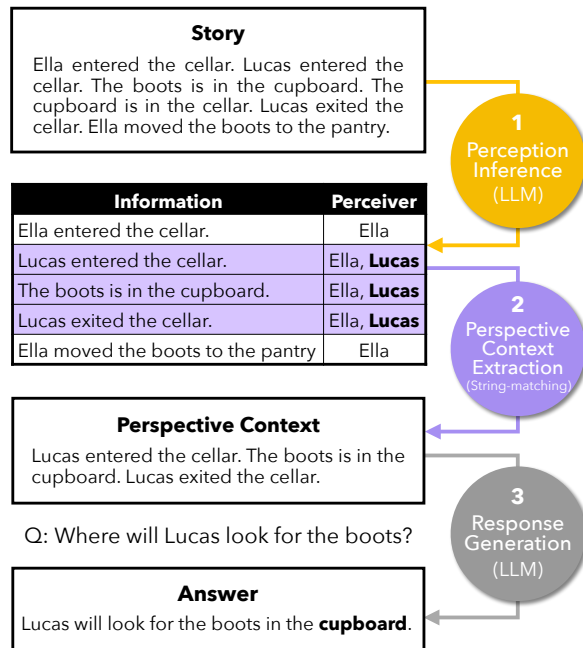 Story
Ella entered the cellar. Lucas entered the
cellar. The boots is in the cupboard. The
cupboard is in the cellar. Lucas exited the
cellar. Ella moved the boots to the pantry.
1
Perception
Inference
(LLM)
Information Perceiver
Ella entered the cellar. Ella
Lucas entered the cellar. Ella, Lucas
The boots is in the cupboard. Ella, Lucas
Lucas exited the cellar. Ella, Lucas
Ella moved the boots to the pantry Ella
2
Perspective
Context
Extraction
(String-matching)
Perspective Context
Lucas entered the cellar. The boots is in the
cupboard. Lucas exited the cellar.
3
Response
Generation
(LLM)
Q: Where will Lucas look for the boots?
Answer
Lucas will look for the boots in the cupboard.